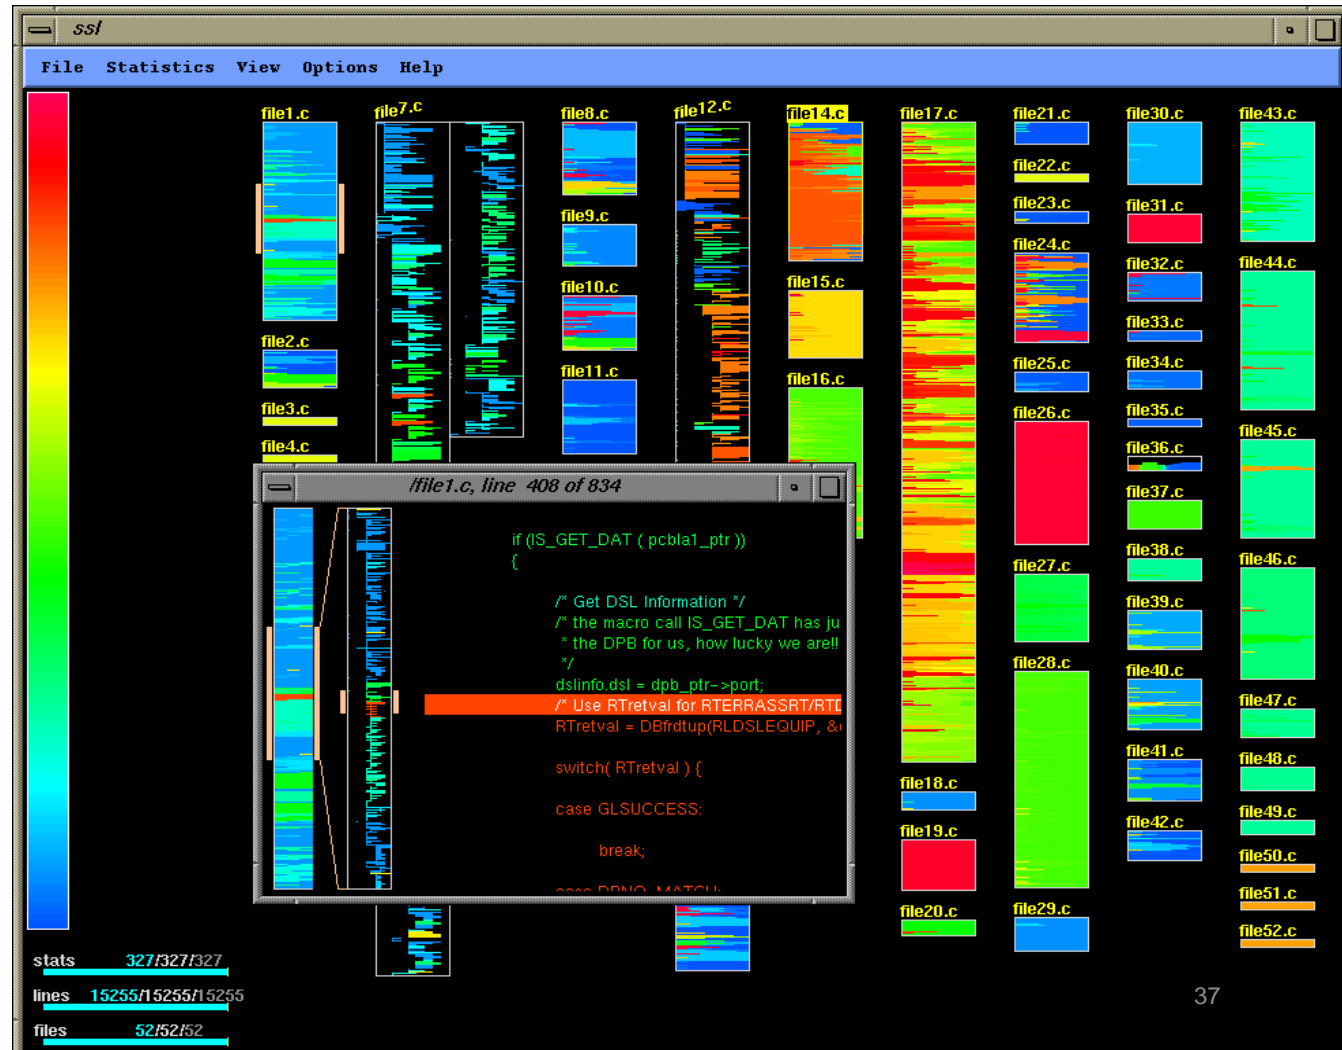 ssl
File Statistics View Options Help
file1.c
file7.c
file8.c
file12.c
file14.c
file17.c
file21.c
file30.c
file43.c
file22.c
file23.c
file31.c
file9.c
file24.c
file32.c
file44.c
file10.c
file15.c
file33.c
file2.c
file11.c
file16.c
file25.c
file34.c
file3.c
file26.c
file35.c
file4.c
file36.c
file45.c
file37.c
file38.c
file46.c
file27.c
file39.c
file28.c
file40.c
file47.c
file41.c
file48.c
file18.c
file49.c
file19.c
file42.c
file50.c
file20.c
file29.c
file51.c
file52.c
/file1.c, line 408 of 834
if (IS_GET_DAT ( pcbla1_ptr ))
{
/* Get DSL Information */
/* the macro call IS_GET_DAT has ju
* the DPB for us, how lucky we are!!
*/
dslinfo.dsl = dpb_ptr->port;
/* Use RTretval for RTERRASSRT/RTD
RTretval = DBfrdtup(RLDSLEQUIP, &
switch( RTretval ) {
case GLSUCCESS:
break;
stats 327/327/327
lines 15255/15255/15255
files 52/52/52
37